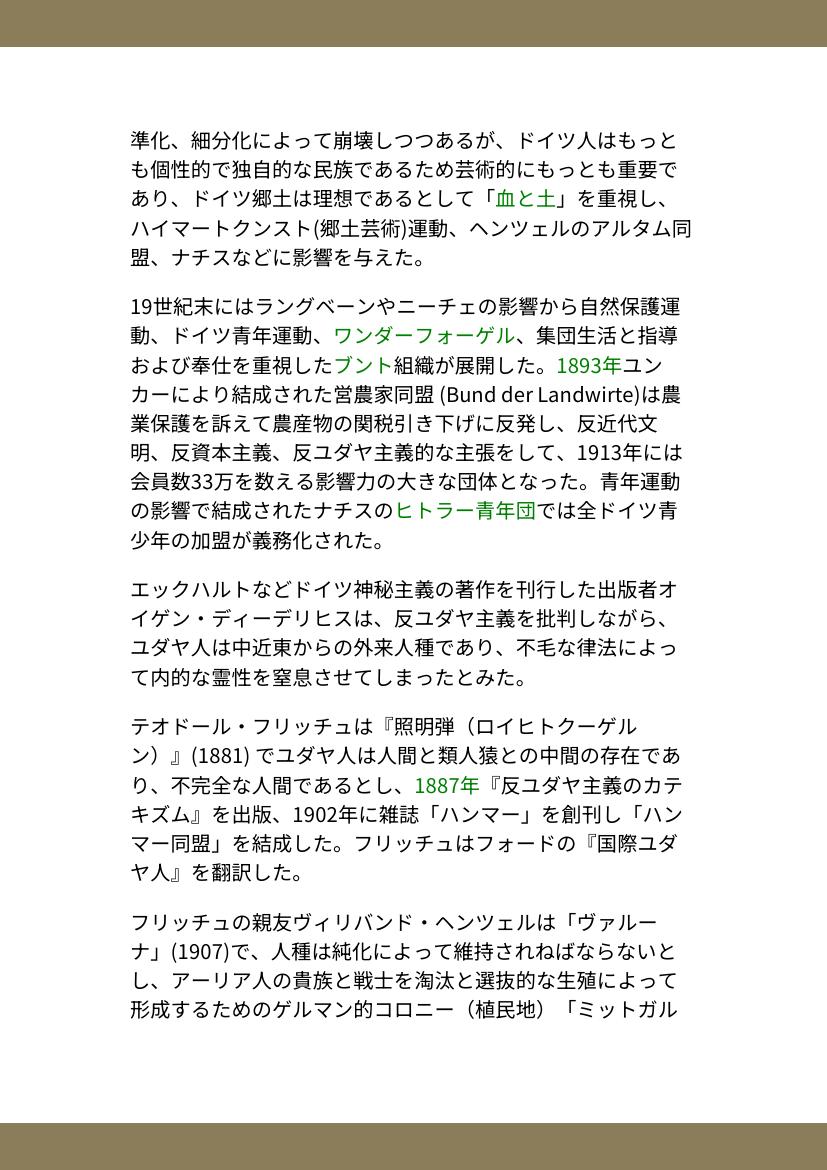 準化、細分化によって崩壊しつつあるが、ドイツ人はもっと
も個性的で独自的な民族であるため芸術的にもっとも重要で
あり、ドイツ郷土は理想であるとして「血と土」を重視し、
ハイマートクンスト(郷土芸術)運動、ヘンツェルのアルタム同
盟、ナチスなどに影響を与えた。
19世紀末にはラングベーンやニーチェの影響から自然保護運
動、ドイツ青年運動、ワンダーフォーゲル、集団生活と指導
および奉仕を重視したブント組織が展開した。1893年ユン
カーにより結成された営農家同盟 (Bund der Landwirte)は農
業保護を訴えて農産物の関税引き下げに反発し、反近代文
明、反資本主義、反ユダヤ主義的な主張をして、1913年には
会員数33万を数える影響力の大きな団体となった。青年運動
の影響で結成されたナチスのヒトラー青年団では全ドイツ青
少年の加盟が義務化された。
エックハルトなどドイツ神秘主義の著作を刊行した出版者オ
イゲン・ディーデリヒスは、反ユダヤ主義を批判しながら、
ユダヤ人は中近東からの外来人種であり、不毛な律法によっ
て内的な霊性を窒息させてしまったとみた。
テオドール・フリッチュは『照明弾（ロイヒトクーゲル
ン）』(1881) でユダヤ人は人間と類人猿との中間の存在であ
り、不完全な人間であるとし、1887年『反ユダヤ主義のカテ
キズム』を出版、1902年に雑誌「ハンマー」を創刊し「ハン
マー同盟」を結成した。フリッチュはフォードの『国際ユダ
ヤ人』を翻訳した。
フリッチュの親友ヴィリバンド・ヘンツェルは「ヴァルー
ナ」(1907)で、人種は純化によって維持されねばならないと
し、アーリア人の貴族と戦士を淘汰と選抜的な生殖によって
形成するためのゲルマン的コロニー（植民地）「ミットガル